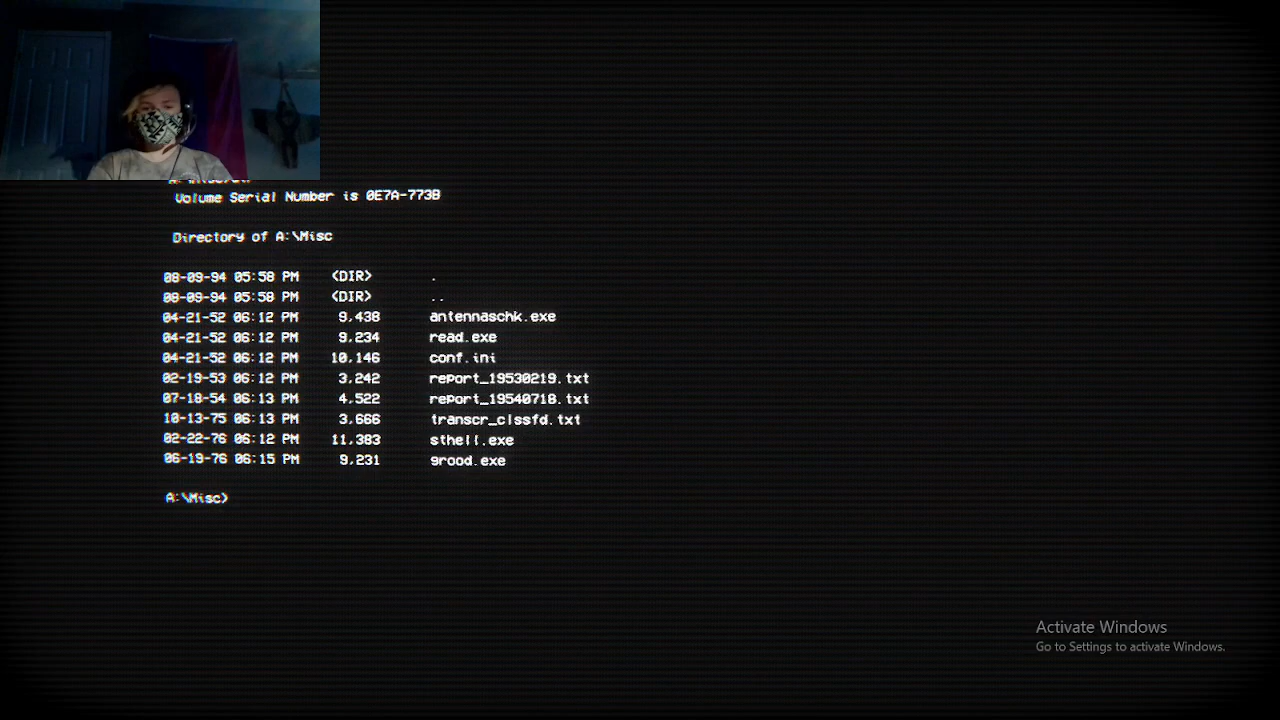 Volume Serial Number is 0E7A-773B
Directory of A:\Misc
08-09-94 05:58 PM <DIR> .
08-09-94 05:58 PM <DIR> ..
04-21-52 06:12 PM 9,438 antennaschk.exe
04-21-52 06:12 PM 9,234 read.exe
04-21-52 06:12 PM 10,146 conf.ini
02-19-53 06:12 PM 3,242 report_19530219.txt
07-18-54 06:13 PM 4,522 report_19540718.txt
10-13-75 06:13 PM 3,666 transcr_clssfd.txt
02-22-76 06:12 PM 11,383 sthell.exe
06-19-76 06:15 PM 9,231 grood.exe
A:\Misc>
Activate Windows
Go to Settings to activate Windows.